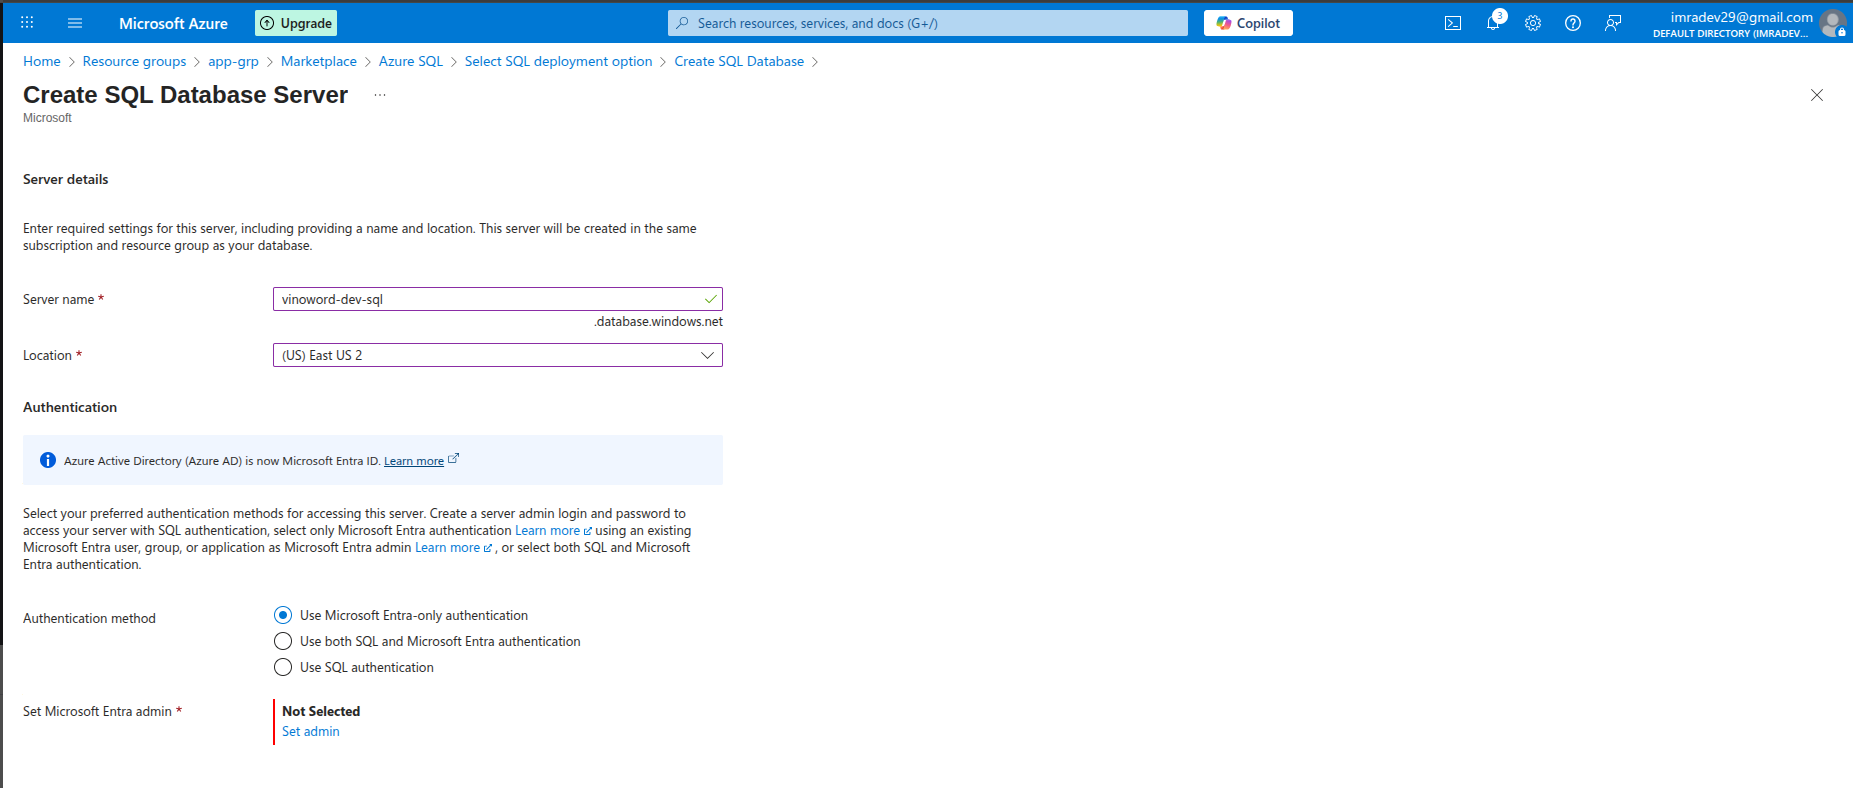 Microsoft Azure
Upgrade
Search resources, services, and docs (G+/)
Copilot
3
imradev29@gmail.com
DEFAULT DIRECTORY (IMRADEV...
Home > Resource groups > app-grp > Marketplace > Azure SQL > Select SQL deployment option > Create SQL Database >
Create SQL Database Server ...
Microsoft
Server details
Enter required settings for this server, including providing a name and location. This server will be created in the same
subscription and resource group as your database.
Server name *
vinoword-dev-sql
.database.windows.net
Location *
(US) East US 2
Authentication
Azure Active Directory (Azure AD) is now Microsoft Entra ID. Learn more
Select your preferred authentication methods for accessing this server. Create a server admin login and password to
access your server with SQL authentication, select only Microsoft Entra authentication Learn more using an existing
Microsoft Entra user, group, or application as Microsoft Entra admin Learn more , or select both SQL and Microsoft
Entra authentication.
Authentication method
Use Microsoft Entra-only authentication
Use both SQL and Microsoft Entra authentication
Use SQL authentication
Set Microsoft Entra admin *
Not Selected
Set admin